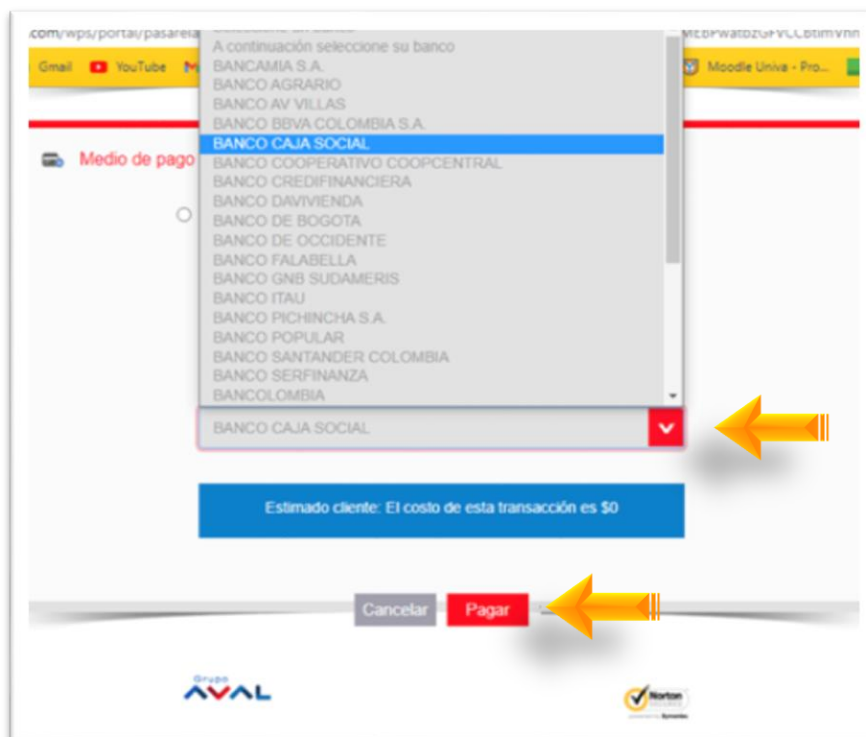 .com/wps/portal/pasarela
Gmail YouTube
Moodle Univa - Pro...
Medio de pago
A continuación seleccione su banco
BANCAMIA S.A.
BANCO AGRARIO
BANCO AV VILLAS
BANCO BBVA COLOMBIA S.A.
BANCO CAJA SOCIAL
BANCO COOPERATIVO COOPCENTRAL
BANCO CREDIFINANCIERA
BANCO DAVIVIENDA
BANCO DE BOGOTA
BANCO DE OCCIDENTE
BANCO FALABELLA
BANCO GNB SUDAMERIS
BANCO ITAU
BANCO PICHINCHA S.A.
BANCO POPULAR
BANCO SANTANDER COLOMBIA
BANCO SERFINANZA
BANCOLOMBIA
BANCO CAJA SOCIAL
Estimado cliente: El costo de esta transacción es $0
Cancelar Pagar
Grupo
AVAL
Norton